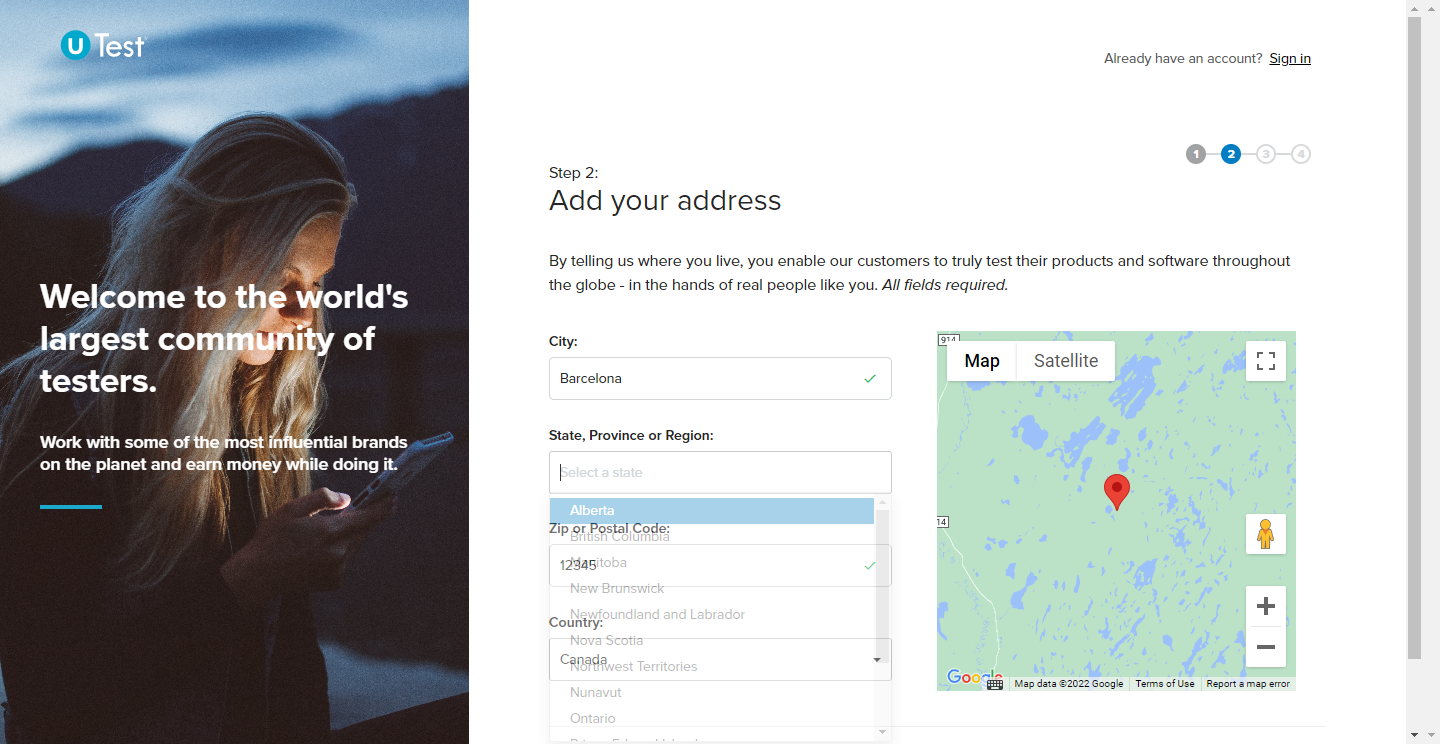 U Test
Already have an account? Sign in
1 2 3 4
Step 2:
Add your address
By telling us where you live, you enable our customers to truly test their products and software throughout
the globe - in the hands of real people like you. All fields required.
Welcome to the world's
largest community of
testers.
Work with some of the most influential brands
on the planet and earn money while doing it.
City:
Barcelona
State, Province or Region:
Select a state
Alberta
Zip or Postal Code:
British Columbia
12345
Manitoba
New Brunswick
Newfoundland and Labrador
Country:
Nova Scotia
Canada
Northwest Territories
Nunavut
Ontario
914
Map Satellite
14
Google
Map data ©2022 Google Terms of Use Report a map error